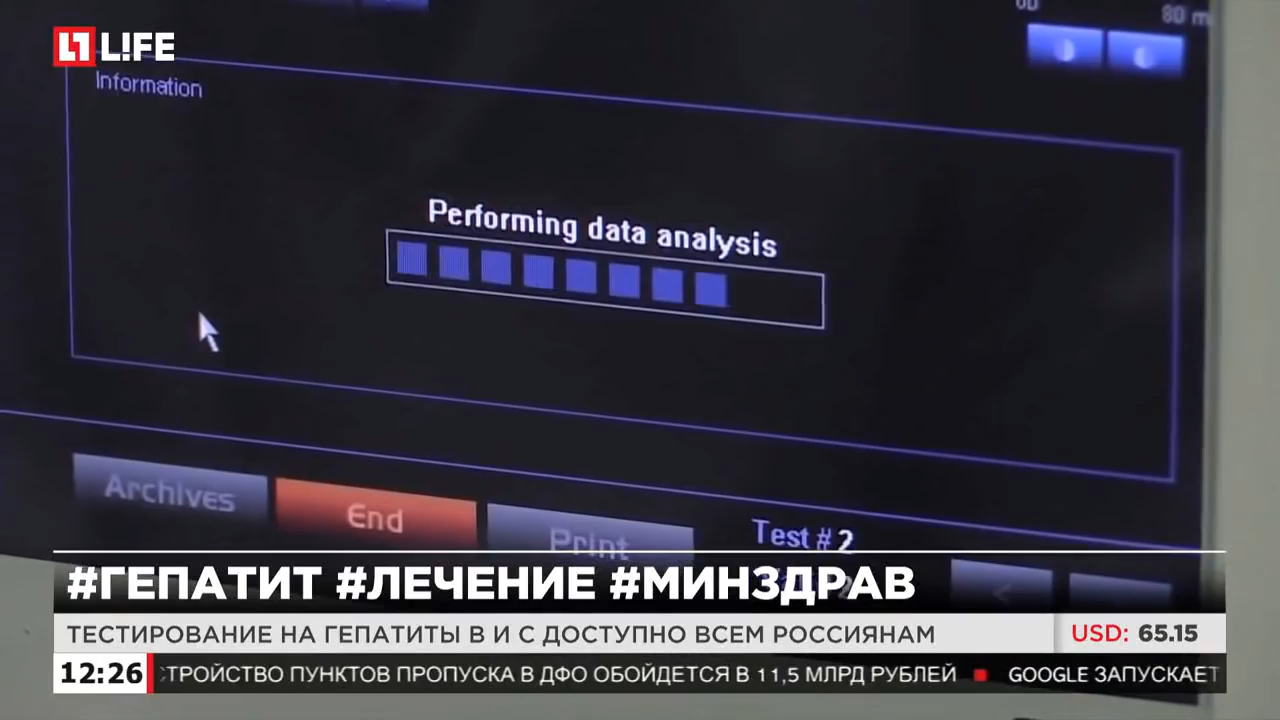 L!FE
80
Information
Performing data analysis
Archives
End
Print
Test # 2
#ГЕПАТИТ #ЛЕЧЕНИЕ #МИНЗДРАВ
ТЕСТИРОВАНИЕ НА ГЕПАТИТЫ В И С ДОСТУПНО ВСЕМ РОССИЯНАМ
USD: 65.15
12:26
СТРОЙСТВО ПУНКТОВ ПРОПУСКА В ДФО ОБОЙДЕТСЯ В 11,5 МЛРД РУБЛЕЙ ■ GOOGLE ЗАПУСКАЕТ